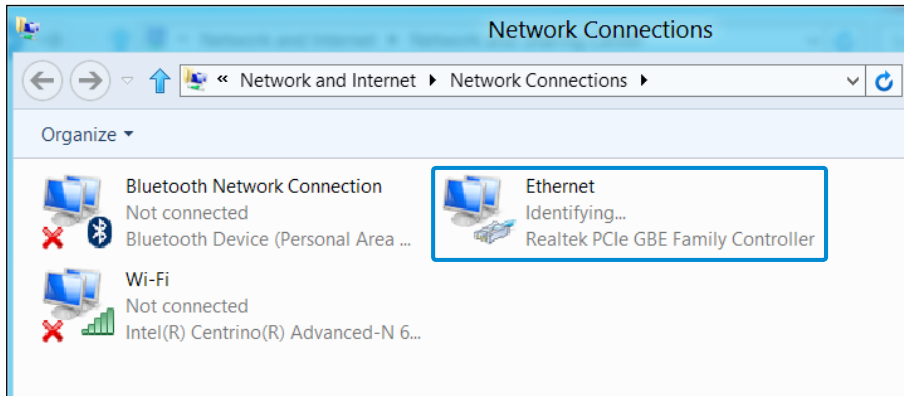 Network Connections
« Network and Internet Network Connections
Organize
Bluetooth Network Connection
Not connected
Bluetooth Device (Personal Area ...
Ethernet
Identifying...
Realtek PCIe GBE Family Controller
Wi-Fi
Not connected
Intel(R) Centrino(R) Advanced-N 6...